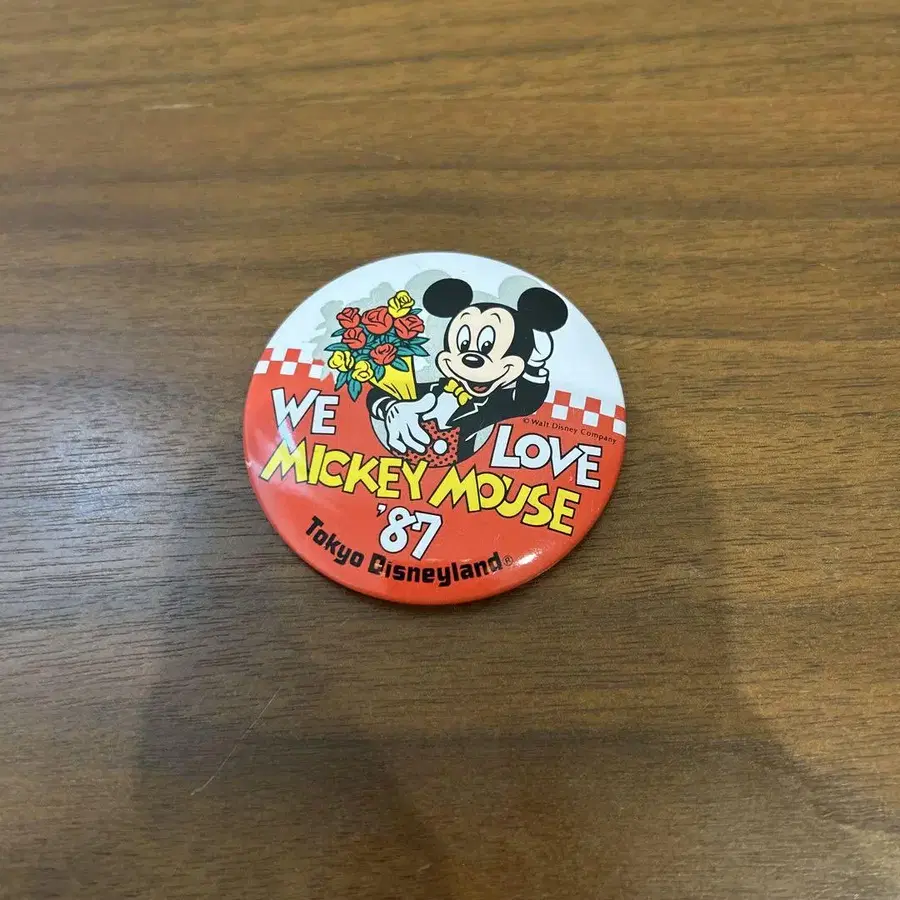 © Walt Disney Company
WE LOVE
MICKEY MOUSE
'87
Tokyo Disneyland®